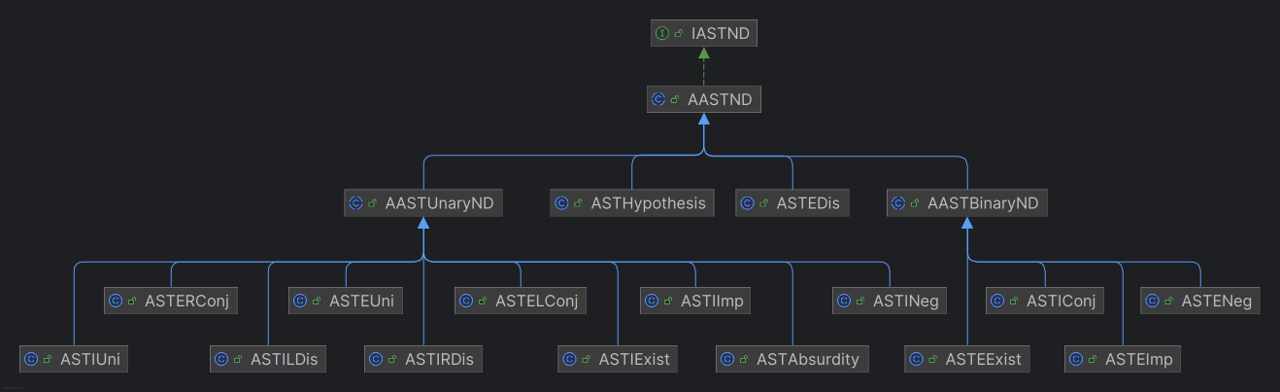 IASTND
AASTND
AASTUnaryND
ASTHypothesis
ASTEDis
AASTBinaryND
ASTERConj
ASTEUni
ASTELConj
ASTIImp
ASTINeg
ASTIConj
ASTENeg
ASTIUni
ASTILDis
ASTIRDis
ASTIExist
ASTAbsurdity
ASTEExist
ASTEImp